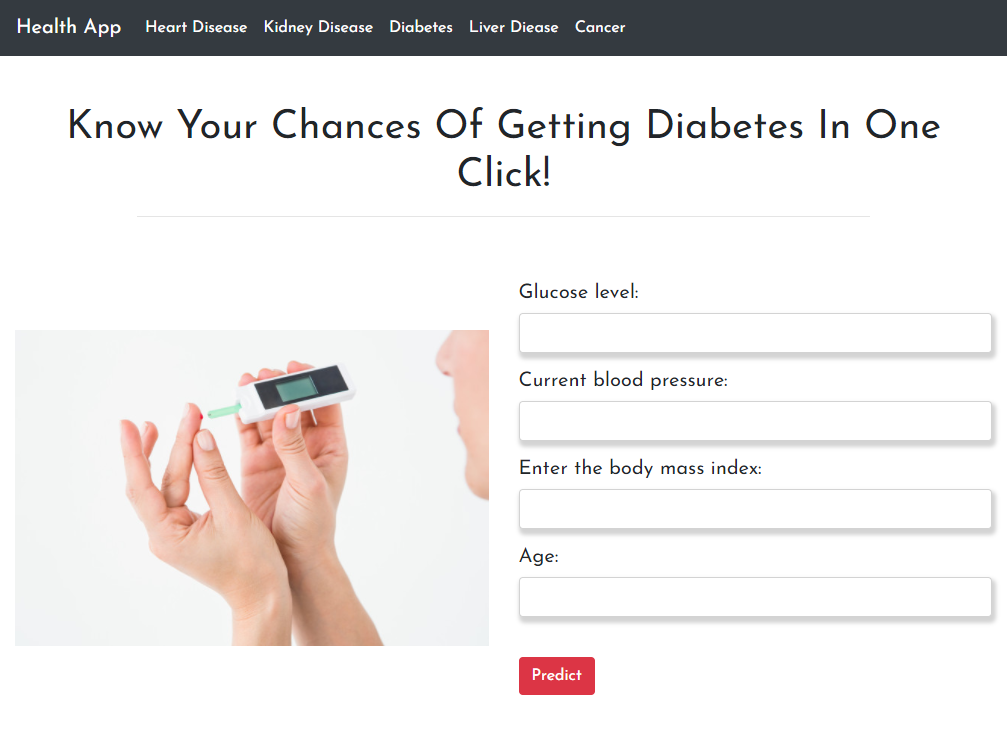 Health App Heart Disease Kidney Disease Diabetes Liver Diease Cancer
Know Your Chances Of Getting Diabetes In One
Click!
Glucose level:
Current blood pressure:
Enter the body mass index:
Age:
Predict